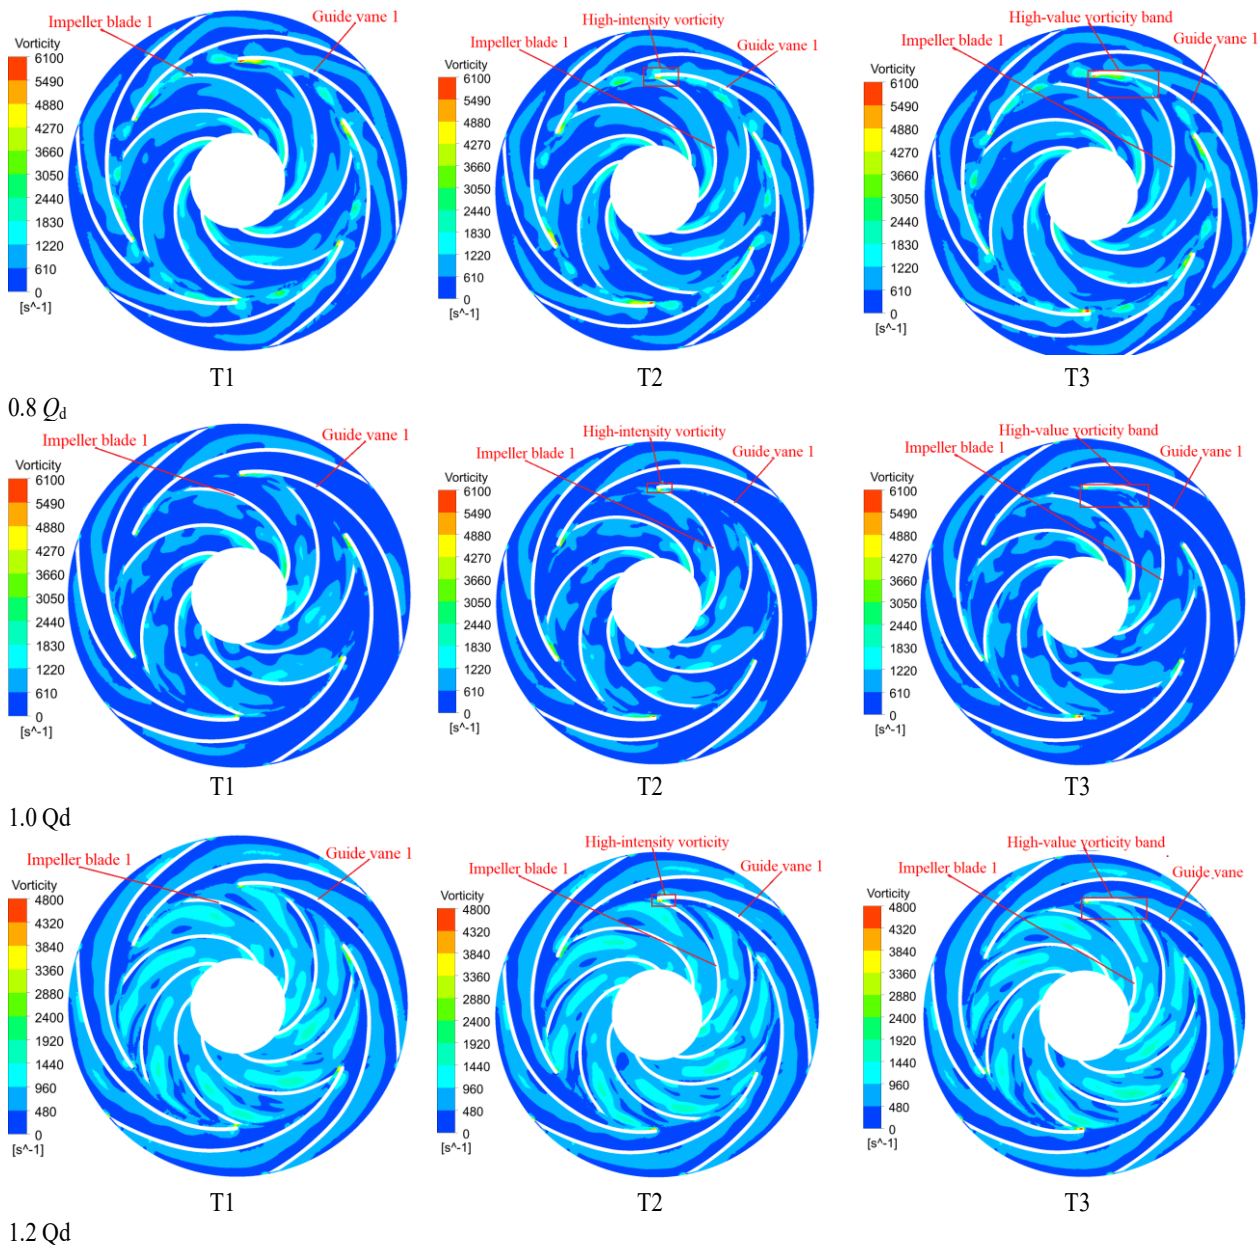 Impeller blade 1
Guide vane 1
Vorticity
6100
5490
4880
4270
3660
3050
2440
1830
1220
610
0
[s^-1]
T1
High-intensity vorticity
Impeller blade 1
Guide vane 1
Vorticity
6100
5490
4880
4270
3660
3050
2440
1830
1220
610
0
[s^-1]
T2
High-value vorticity band
Impeller blade 1
Guide vane 1
Vorticity
6100
5490
4880
4270
3660
3050
2440
1830
1220
610
0
[s^-1]
T3
0.8 Qd
Impeller blade 1
Guide vane 1
Vorticity
6100
5490
4880
4270
3660
3050
2440
1830
1220
610
0
[s^-1]
T1
High-intensity vorticity
Impeller blade 1
Guide vane 1
Vorticity
6100
5490
4880
4270
3660
3050
2440
1830
1220
610
0
[s^-1]
T2
High-value vorticity band
Impeller blade 1
Guide vane 1
Vorticity
6100
5490
4880
4270
3660
3050
2440
1830
1220
610
0
[s^-1]
T3
1.0 Qd
Impeller blade 1
Guide vane 1
Vorticity
4800
4320
3840
3360
2880
2400
1920
1440
960
480
0
[s^-1]
T1
High-intensity vorticity
Impeller blade 1
Guide vane 1
Vorticity
4800
4320
3840
3360
2880
2400
1920
1440
960
480
0
[s^-1]
T2
High-value vorticity band
Impeller blade 1
Guide vane
Vorticity
4800
4320
3840
3360
2880
2400
1920
1440
960
480
0
[s^-1]
T3
1.2 Qd